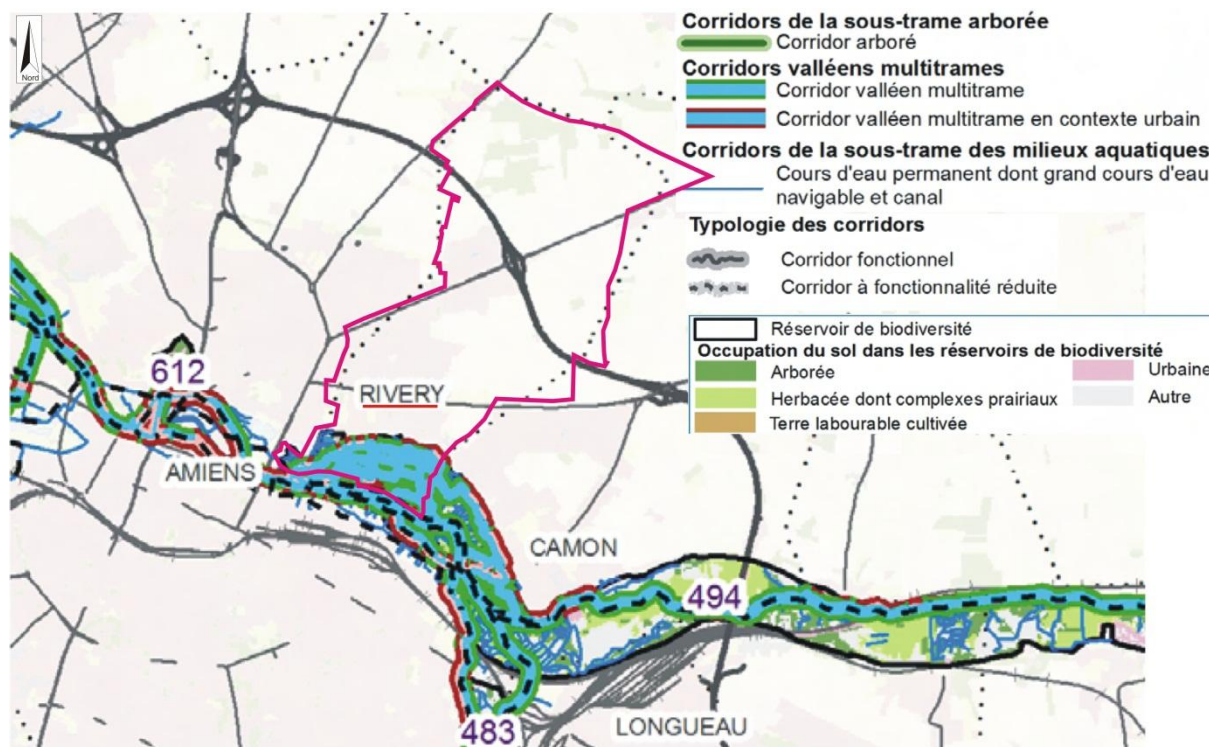 Nord
Corridors de la sous-trame arborée
Corridor arboré
Corridors valléens multitrames
Corridor valléen multitrame
Corridor valléen multitrame en contexte urbain
Corridors de la sous-trame des milieux aquatiques
Cours d'eau permanent dont grand cours d'eau
navigable et canal
Typologie des corridors
Corridor fonctionnel
Corridor à fonctionnalité réduite
Réservoir de biodiversité
Occupation du sol dans les réservoirs de biodiversité
Arborée
Urbaine
Herbacée dont complexes prairiaux
Autre
Terre labourable cultivée
612
RIVERY
AMIENS
CAMON
494
483
LONGUEAU